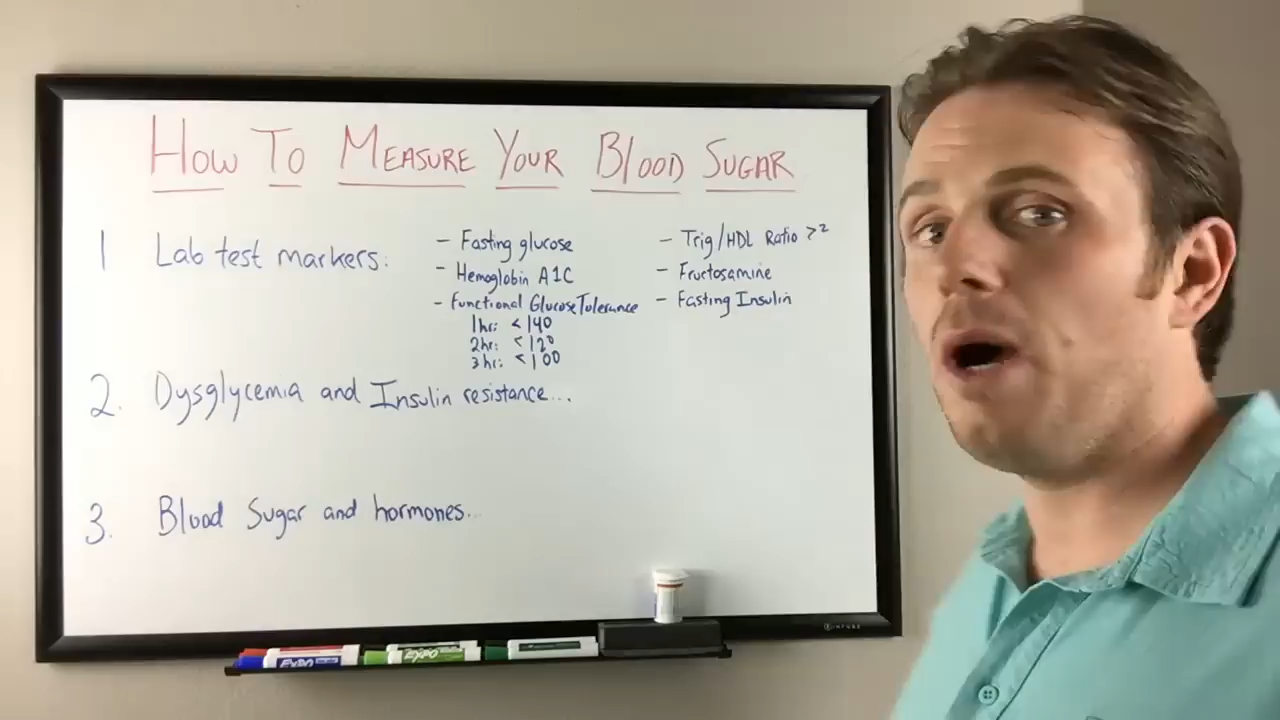 How To Measure Your Blood Sugar
1 Lab test markers:
- Fasting glucose
- Hemoglobin A1C
- Functional Glucose Tolerance
1hr: < 140
2hr: < 120
3hr: < 100
- Trig/HDL Ratio >2
- Fructosamine
- Fasting Insulin
2. Dysglycemia and Insulin resistance...
3. Blood Sugar and hormones...
EXPO
EXPO